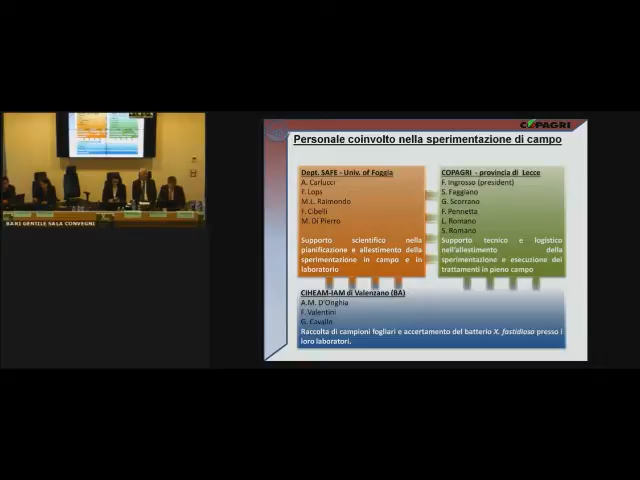 COPAGRI
Personale coinvolto nella sperimentazione di campo
Dept. SAFE - Univ. of Foggia
A. Carlucci
F. Lops
M.L. Raimondo
F. Cibelli
M. Di Pierro
Supporto scientifico nella
pianificazione e allestimento della
sperimentazione in campo e in
laboratorio
COPAGRI - provincia di Lecce
F. Ingrosso (president)
S. Faggiano
G. Scorrano
F. Pennetta
L. Romano
S. Romano
Supporto tecnico e logistico
nell'allestimento della
sperimentazione e esecuzione dei
trattamenti in pieno campo
CIHEAM-IAM di Valenzano (BA)
A.M. D'Onghia
F. Valentini
G. Cavallo
Raccolta di campioni fogliari e accertamento del batterio X. fastidiosa presso i
loro laboratori.
BARI GENTILE SALA CONVEGNI